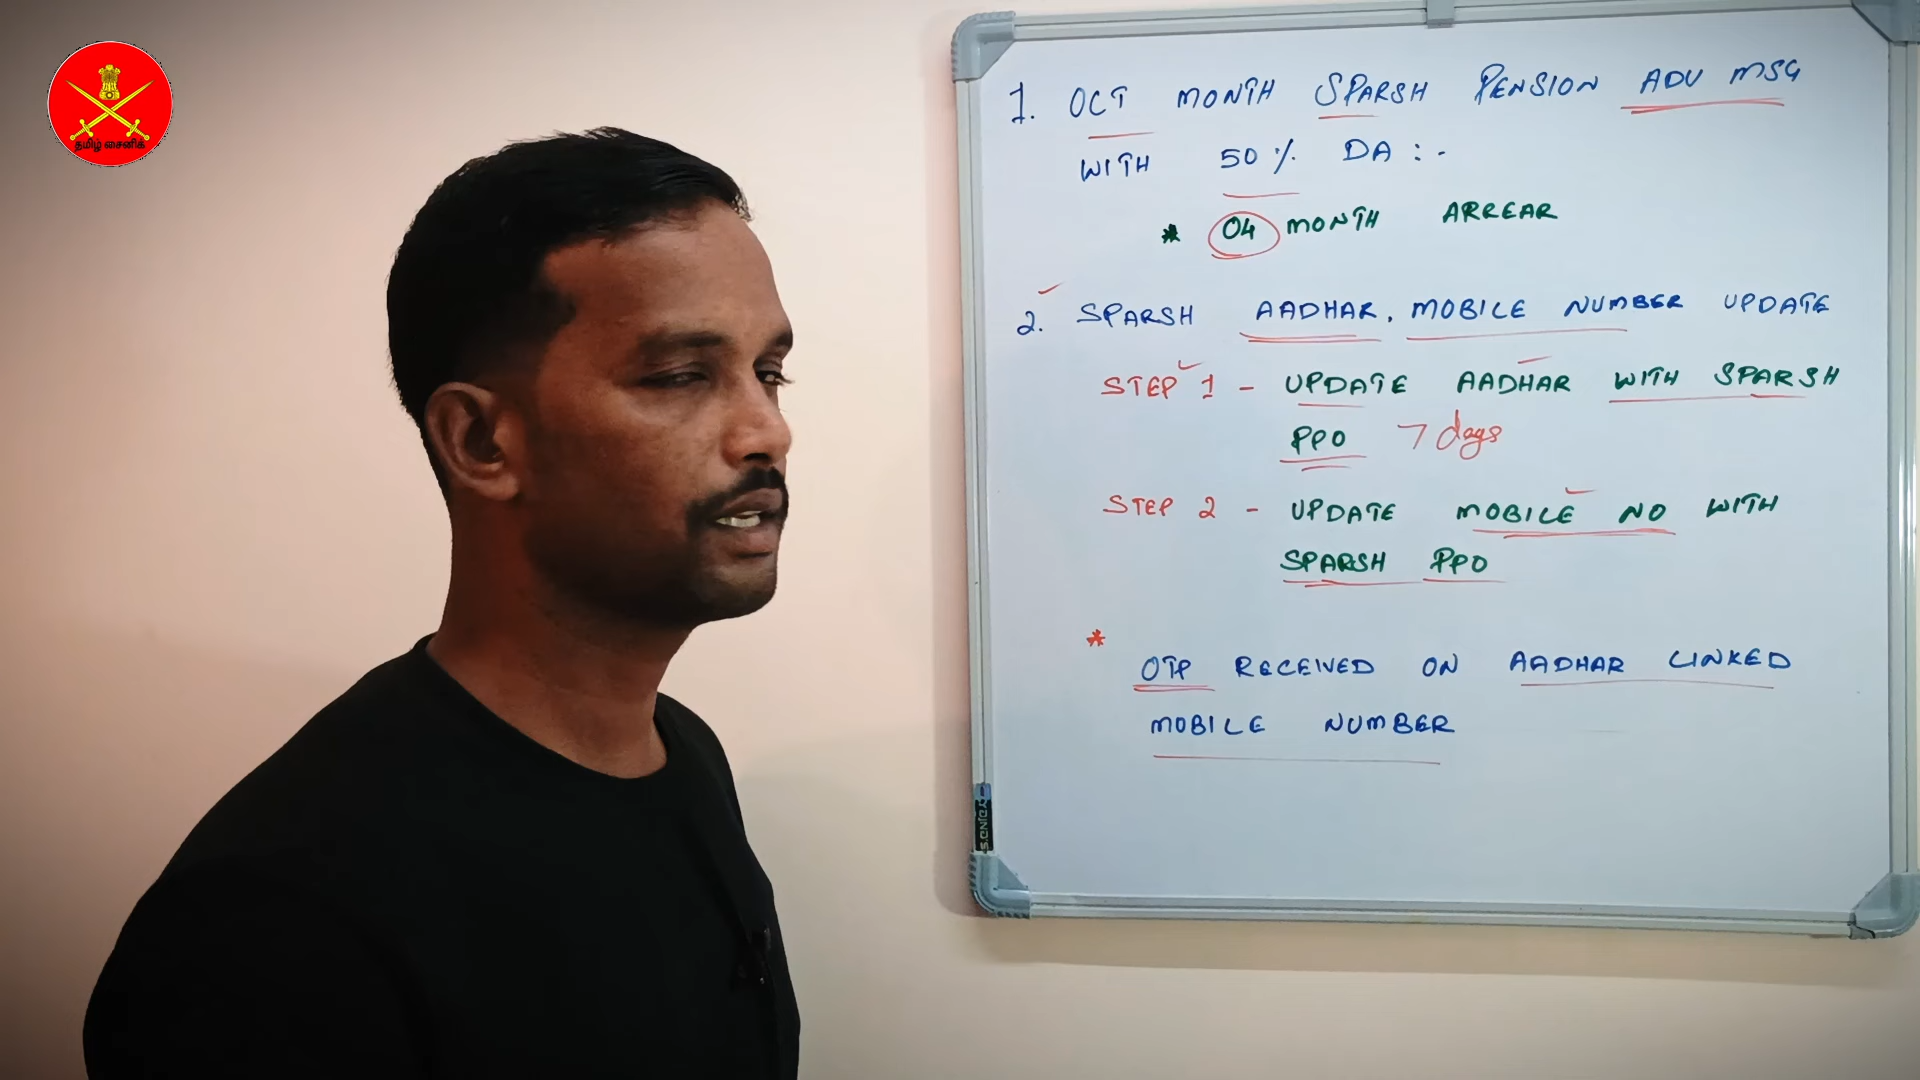 தமிழ் சைனிக்
1. OCT MONTH SPARSH PENSION ADV MSG
WITH 50% DA :-
* 04 MONTH ARREAR
2. SPARSH AADHAR, MOBILE NUMBER UPDATE
STEP 1 - UPDATE AADHAR WITH SPARSH
PPO 7 days
STEP 2 - UPDATE MOBILE NO WITH
SPARSH PPO
*
OTP RECEIVED ON AADHAR LINKED
MOBILE NUMBER